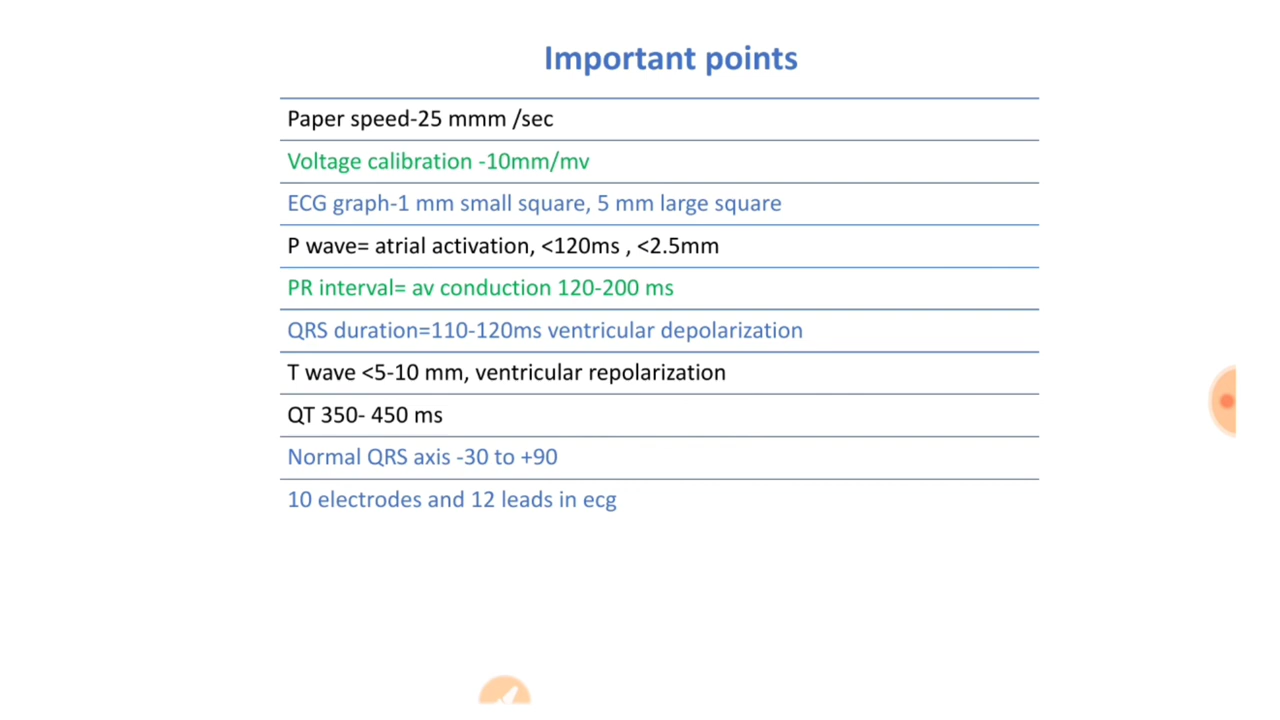 Important points
Paper speed-25 mmm /sec
Voltage calibration -10mm/mv
ECG graph-1 mm small square, 5 mm large square
P wave= atrial activation, <120ms , <2.5mm
PR interval= av conduction 120-200 ms
QRS duration=110-120ms ventricular depolarization
T wave <5-10 mm, ventricular repolarization
QT 350- 450 ms
Normal QRS axis -30 to +90
10 electrodes and 12 leads in ecg